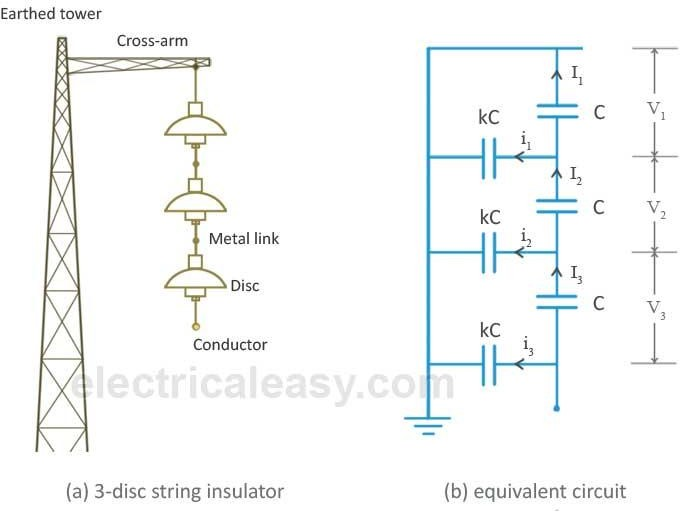 Earthed tower
Cross-arm
Metal link
Disc
Conductor
(a) 3-disc string insulator
I₁
C
V₁
kC
i₁
I₂
C
V₂
kC
i₂
I₃
C
V₃
kC
i₃
(b) equivalent circuit
electricaleasy.com